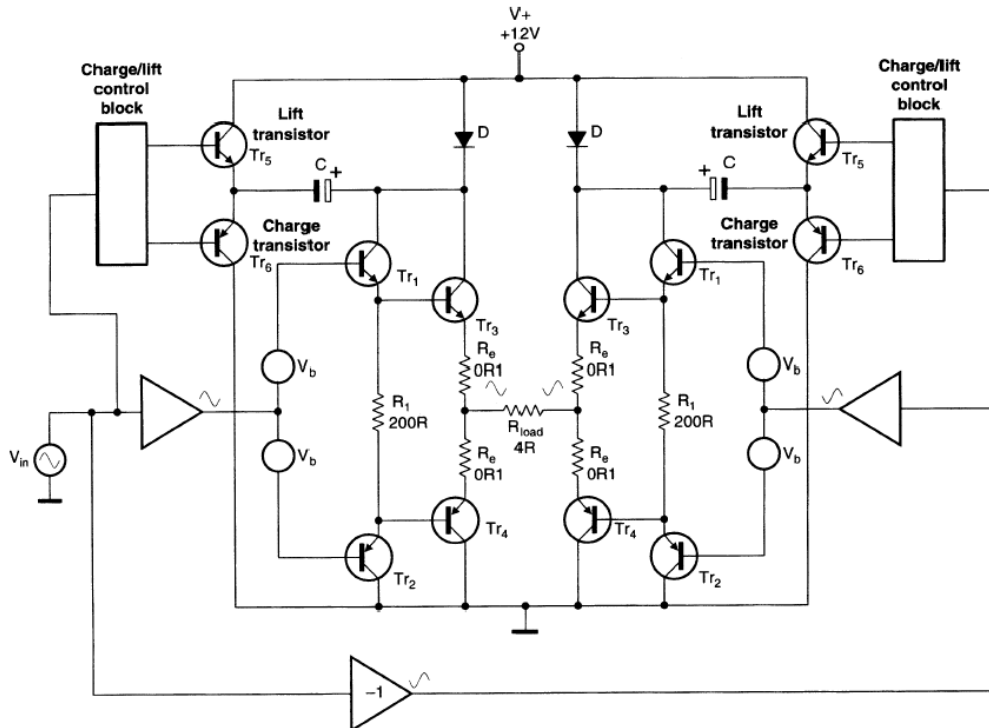 V+
+12V
Charge/lift
control
block
Lift
transistor
Tr5
C
+
D
D
+
C
Lift
transistor
Tr5
Charge/lift
control
block
Charge
transistor
Tr6
Tr1
Tr3
Tr3
Tr1
Charge
transistor
Tr6
Vb
Re
0R1
Re
0R1
Vb
R1
200R
Rload
4R
R1
200R
Vin
Vb
Re
0R1
Re
0R1
Vb
Tr4
Tr4
Tr2
Tr2
−1